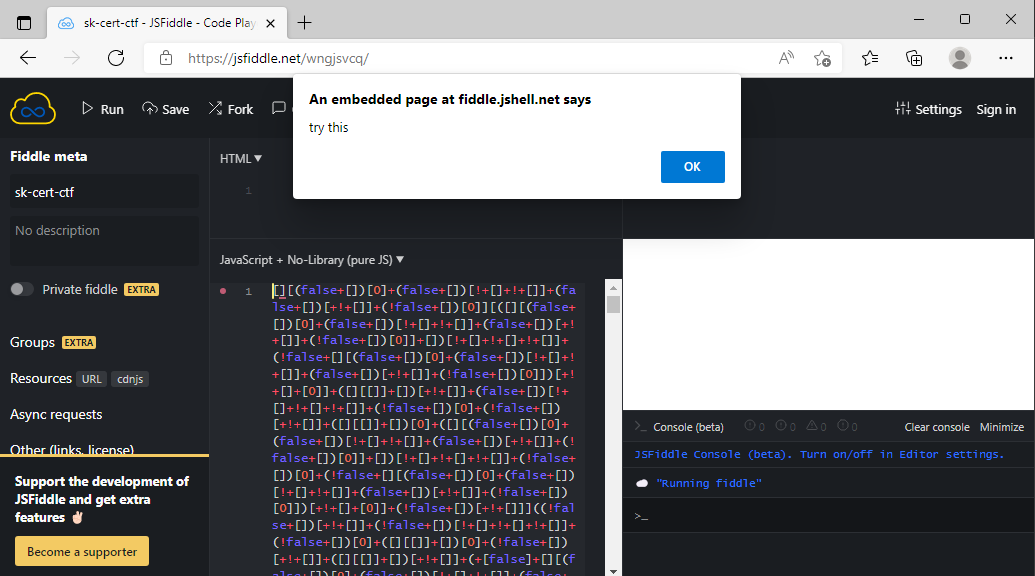 sk-cert-ctf - JSFiddle - Code Play
https://jsfiddle.net/wngjsvcq/
An embedded page at fiddle.jshell.net says
try this
OK
Run
Save
Fork
Settings
Sign in
Fiddle meta
sk-cert-ctf
No description
Private fiddle EXTRA
Groups EXTRA
Resources URL cdnjs
Async requests
Other (links, license)
Support the development of
JSFiddle and get extra
features
Become a supporter
HTML ▼
1
JavaScript + No-Library (pure JS) ▼
1
[][(false+[])[0]+(false+[])[!+[]+!+[]]+(fa
lse+[])[+!+[]]+(!false+[])[0]][([][(false+
[])[0]+(false+[])[!+[]+!+[]]+(false+[])[+!
+[]]+(!false+[])[0]]+[])[!+[]+!+[]+!+[]]+
(!false+[][(false+[])[0]+(false+[])[!+[]+!
+[]]+(false+[])[+!+[]]+(!false+[])[0]])[+!
+[]+[0]]+([][[]]+[])[+!+[]]+(false+[])[!+
[]+!+[]+!+[]]+(!false+[])[0]+(!false+[])
[+!+[]]+([][[]]+[])[0]+([][(false+[])[0]+
(false+[])[!+[]+!+[]]+(false+[])[+!+[]]+(!
false+[])[0]]+[])[!+[]+!+[]+!+[]]+(!false+
[])[0]+(!false+[][(false+[])[0]+(false+[])
[!+[]+!+[]]+(false+[])[+!+[]]+(!false+[])
[0]])[+!+[]+[0]]+(!false+[])[+!+[]]]((!fal
se+[])[+!+[]]+(!false+[])[!+[]+!+[]+!+[]]+
(!false+[])[0]+([][[]]+[])[0]+(!false+[])
[+!+[]]+([][[]]+[])[+!+[]]+(+[false]+[][(f
alse+[])[0]+(false+[])[!+[]+!+[]]+(false+
Console (beta)
0
0
0
0
Clear console
Minimize
JSFiddle Console (beta). Turn on/off in Editor settings.
"Running fiddle"
>_